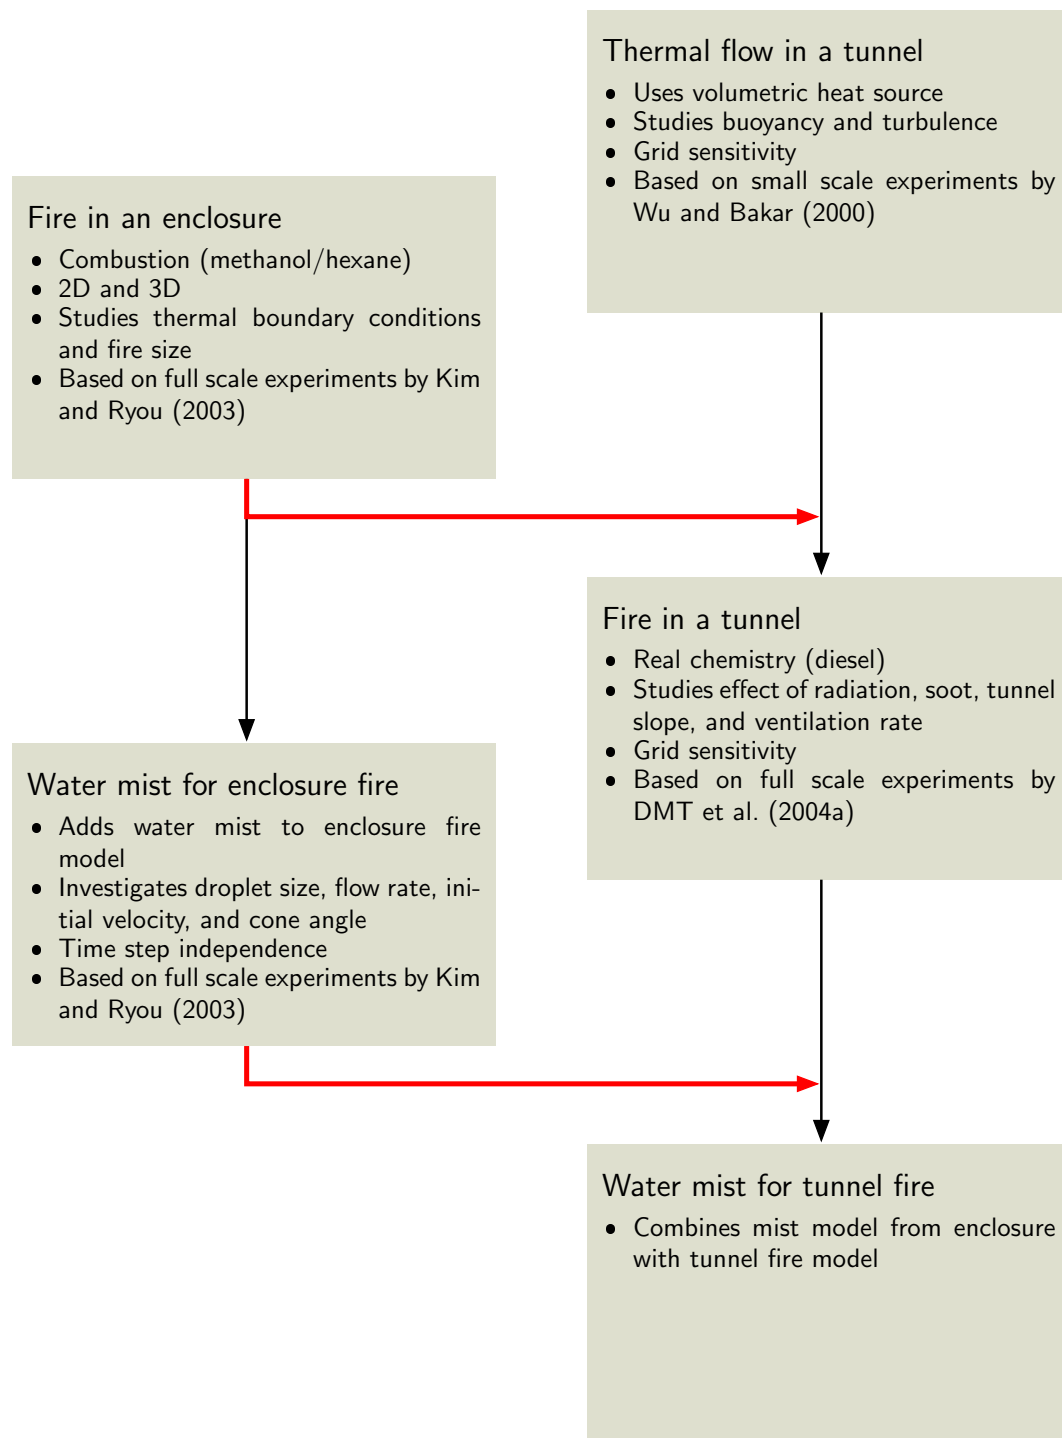 Thermal flow in a tunnel
• Uses volumetric heat source
• Studies buoyancy and turbulence
• Grid sensitivity
• Based on small scale experiments by
Wu and Bakar (2000)
Fire in an enclosure
• Combustion (methanol/hexane)
• 2D and 3D
• Studies thermal boundary conditions
and fire size
• Based on full scale experiments by Kim
and Ryou (2003)
Fire in a tunnel
• Real chemistry (diesel)
• Studies effect of radiation, soot, tunnel
slope, and ventilation rate
• Grid sensitivity
• Based on full scale experiments by
DMT et al. (2004a)
Water mist for enclosure fire
• Adds water mist to enclosure fire
model
• Investigates droplet size, flow rate, ini-
tial velocity, and cone angle
• Time step independence
• Based on full scale experiments by Kim
and Ryou (2003)
Water mist for tunnel fire
• Combines mist model from enclosure
with tunnel fire model